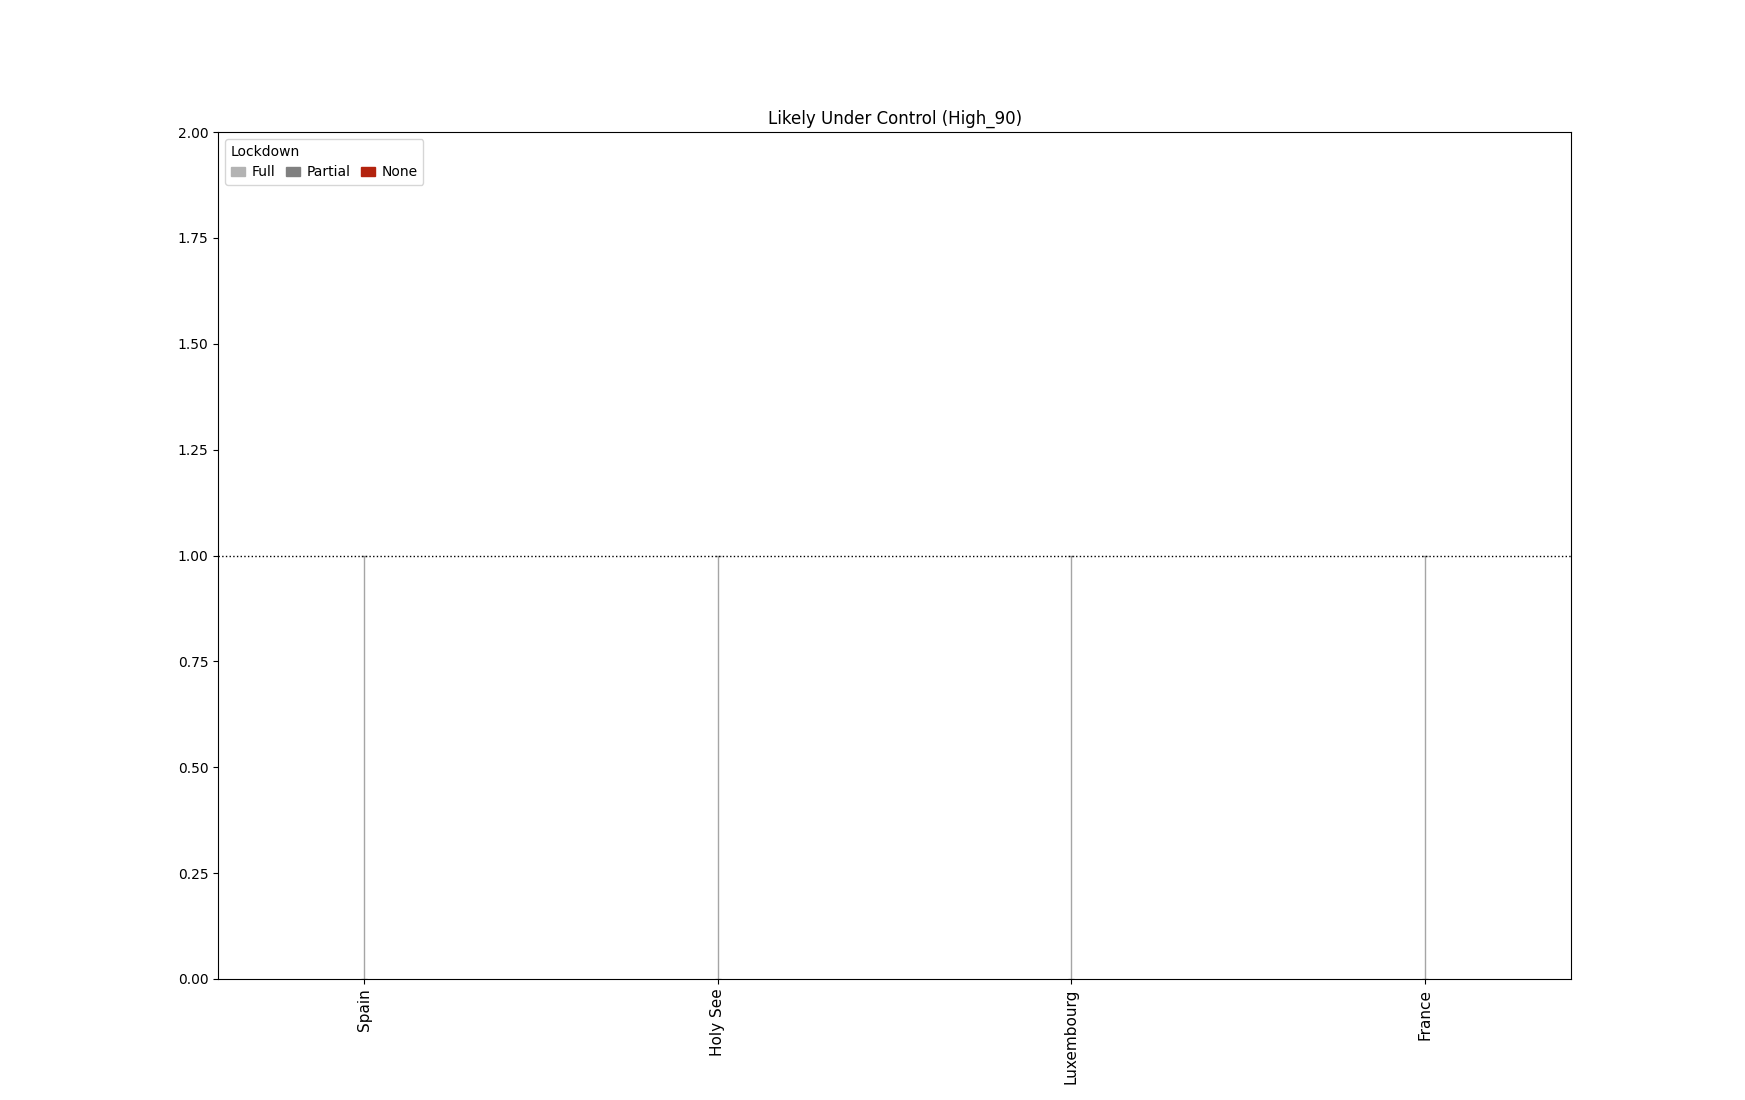 Likely Under Control (High_90)
2.00
Lockdown
Full Partial None
1.75
1.50
1.25
1.00
0.75
0.50
0.25
0.00
Spain
Holy See
Luxembourg
France